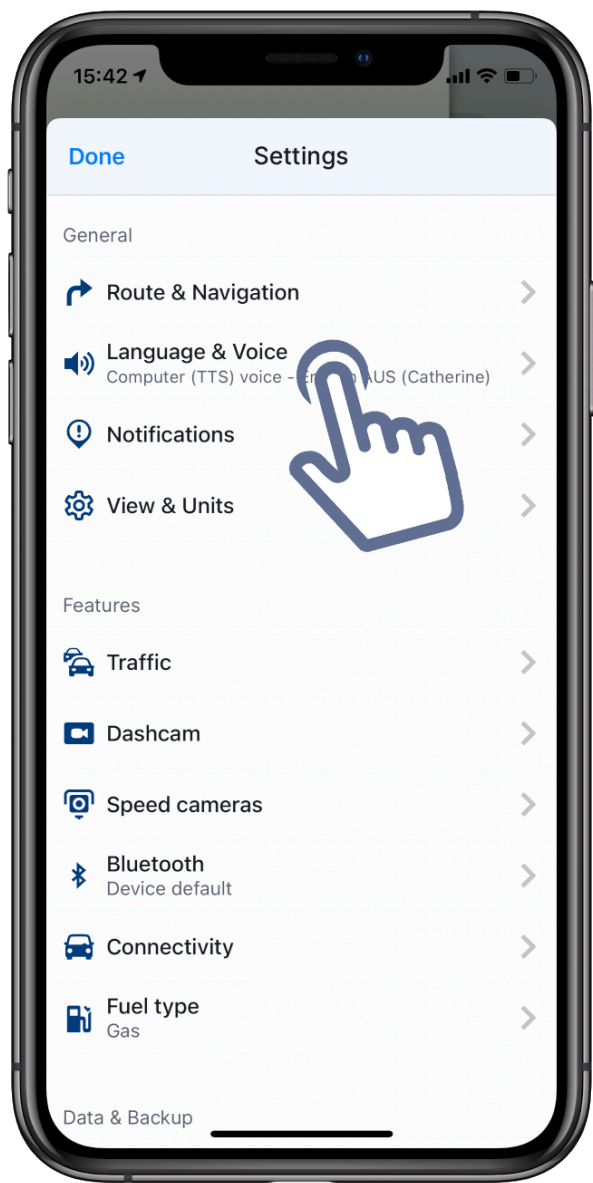 15:42
Done
Settings
General
Route & Navigation
Language & Voice
Computer (TTS) voice - AUS (Catherine)
Notifications
View & Units
Features
Traffic
Dashcam
Speed cameras
Bluetooth
Device default
Connectivity
Fuel type
Gas
Data & Backup